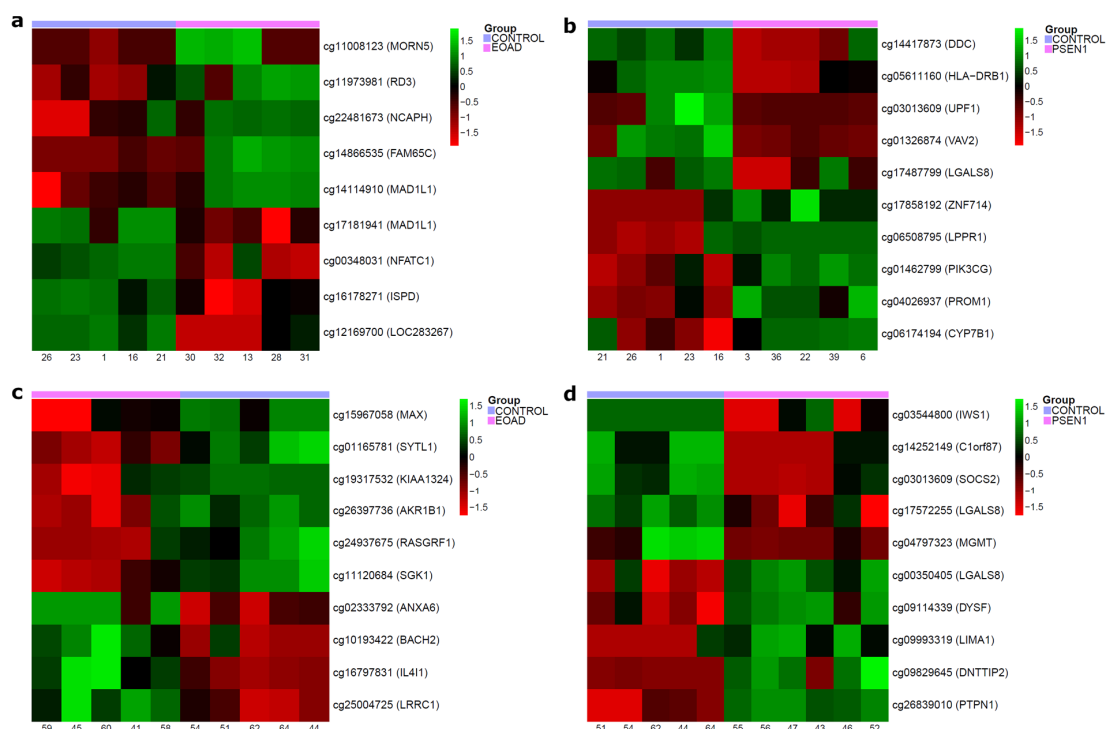 a
Group
CONTROL
EOAD
1.5
1
0.5
0
−0.5
−1
−1.5
cg11008123 (MORN5)
cg11973981 (RD3)
cg22481673 (NCAPH)
cg14866535 (FAM65C)
cg14114910 (MAD1L1)
cg17181941 (MAD1L1)
cg00348031 (NFATC1)
cg16178271 (ISPD)
cg12169700 (LOC283267)
26 23 1 16 21 30 32 13 28 31
b
Group
CONTROL
PSEN1
1.5
1
0.5
0
−0.5
−1
−1.5
cg14417873 (DDC)
cg05611160 (HLA−DRB1)
cg03013609 (UPF1)
cg01326874 (VAV2)
cg17487799 (LGALS8)
cg17858192 (ZNF714)
cg06508795 (LPPR1)
cg01462799 (PIK3CG)
cg04026937 (PROM1)
cg06174194 (CYP7B1)
21 26 1 23 16 3 36 22 39 6
c
Group
CONTROL
EOAD
1.5
1
0.5
0
−0.5
−1
−1.5
cg15967058 (MAX)
cg01165781 (SYTL1)
cg19317532 (KIAA1324)
cg26397736 (AKR1B1)
cg24937675 (RASGRF1)
cg11120684 (SGK1)
cg02333792 (ANXA6)
cg10193422 (BACH2)
cg16797831 (IL4I1)
cg25004725 (LRRC1)
59 45 60 41 58 54 51 62 64 44
d
Group
CONTROL
PSEN1
1.5
1
0.5
0
−0.5
−1
−1.5
cg03544800 (IWS1)
cg14252149 (C1orf87)
cg03013609 (SOCS2)
cg17572255 (LGALS8)
cg04797323 (MGMT)
cg00350405 (LGALS8)
cg09114339 (DYSF)
cg09993319 (LIMA1)
cg09829645 (DNTTIP2)
cg26839010 (PTPN1)
51 54 62 44 64 55 56 47 43 46 52